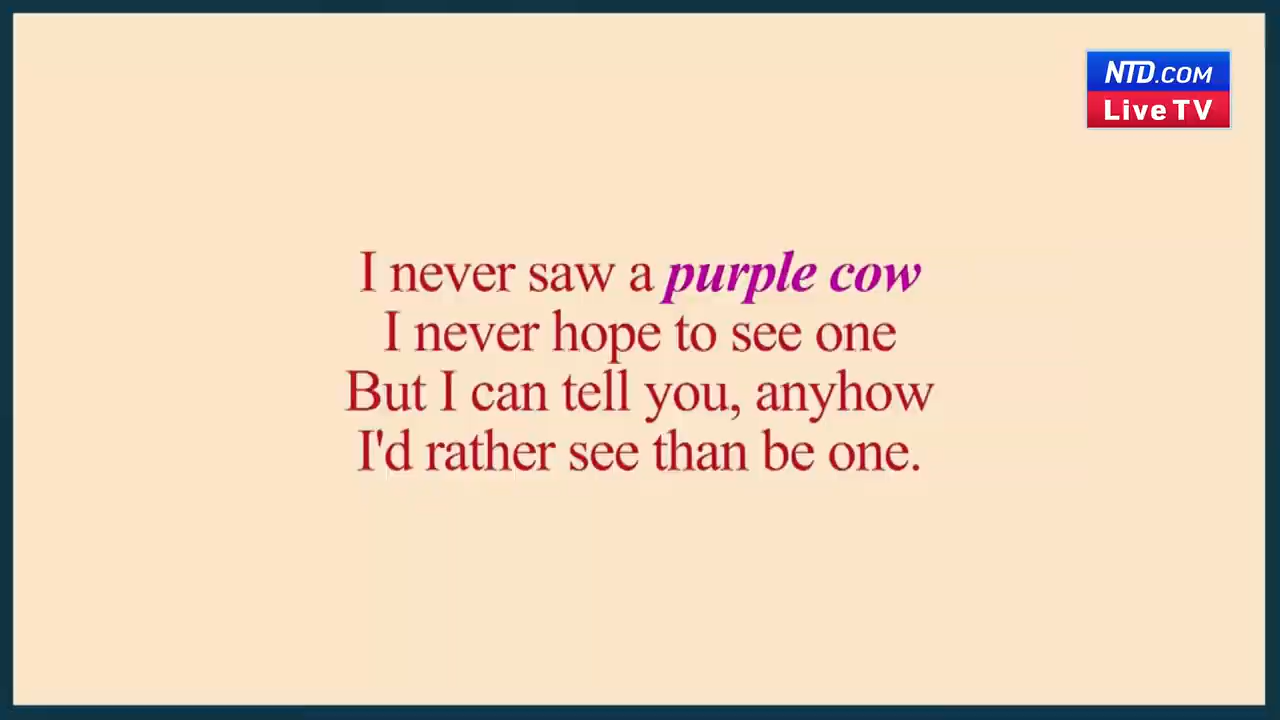 NTD.COM
Live TV
I never saw a purple cow
I never hope to see one
But I can tell you, anyhow
I'd rather see than be one.